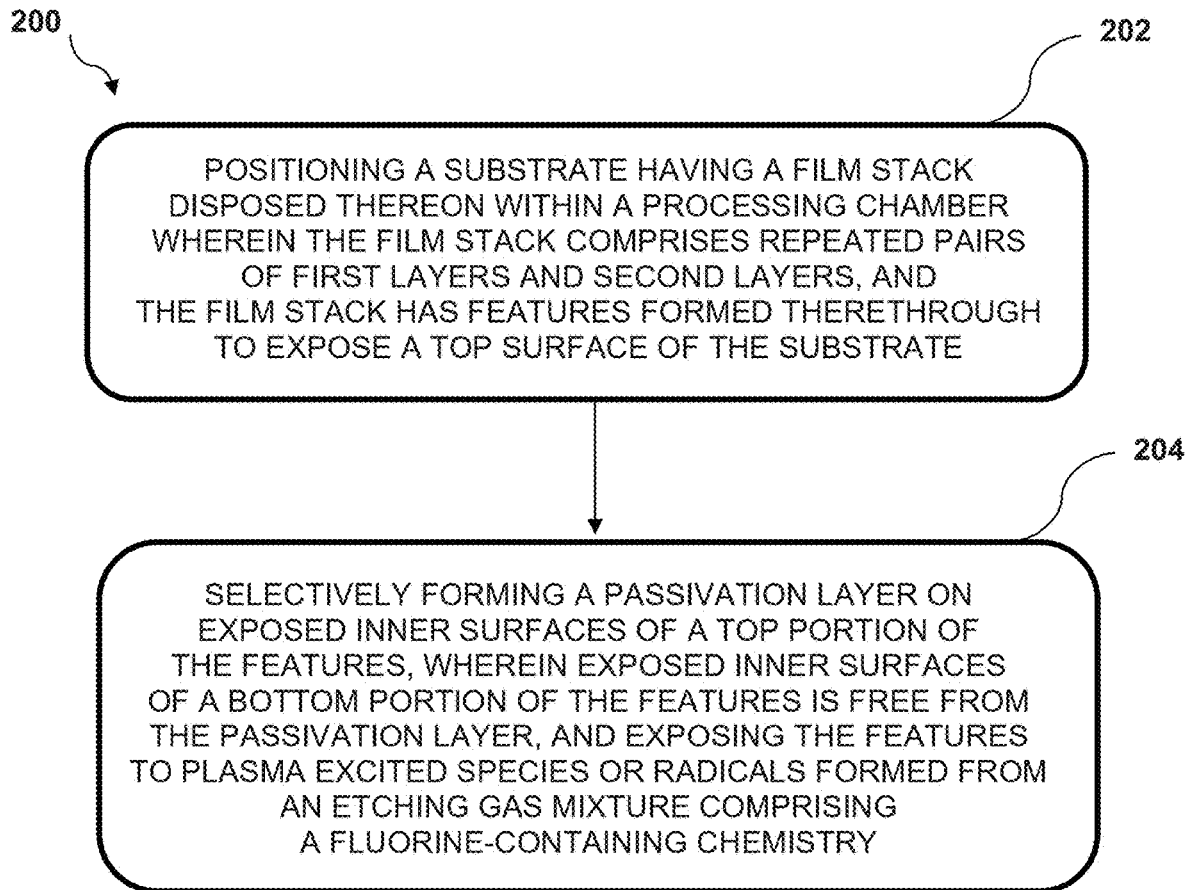 200
202
POSITIONING A SUBSTRATE HAVING A FILM STACK
DISPOSED THEREON WITHIN A PROCESSING CHAMBER
WHEREIN THE FILM STACK COMPRISES REPEATED PAIRS
OF FIRST LAYERS AND SECOND LAYERS, AND
THE FILM STACK HAS FEATURES FORMED THERETHROUGH
TO EXPOSE A TOP SURFACE OF THE SUBSTRATE
204
SELECTIVELY FORMING A PASSIVATION LAYER ON
EXPOSED INNER SURFACES OF A TOP PORTION OF
THE FEATURES, WHEREIN EXPOSED INNER SURFACES
OF A BOTTOM PORTION OF THE FEATURES IS FREE FROM
THE PASSIVATION LAYER, AND EXPOSING THE FEATURES
TO PLASMA EXCITED SPECIES OR RADICALS FORMED FROM
AN ETCHING GAS MIXTURE COMPRISING
A FLUORINE-CONTAINING CHEMISTRY